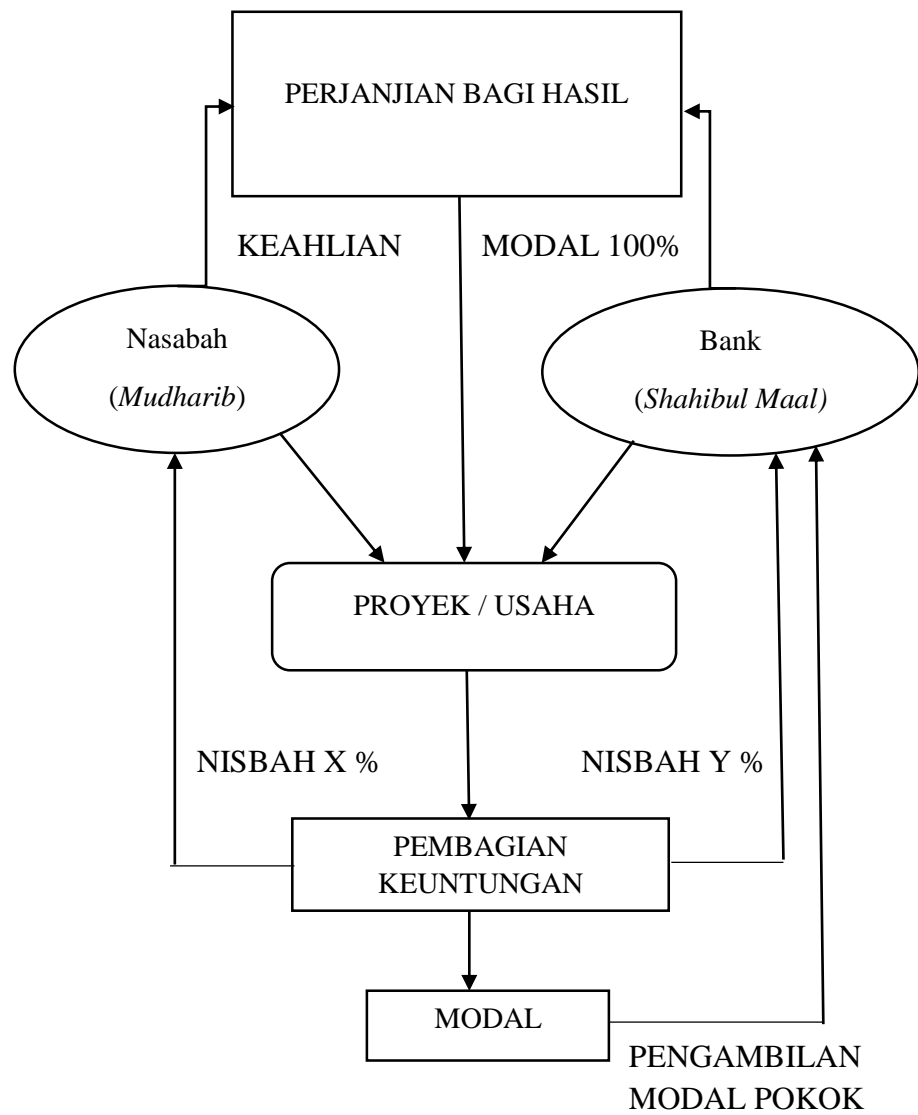 PERJANJIAN BAGI HASIL
KEAHLIAN
MODAL 100%
Nasabah
(Mudharib)
Bank
(Shahibul Maal)
PROYEK / USAHA
NISBAH X %
NISBAH Y %
PEMBAGIAN
KEUNTUNGAN
MODAL
PENGAMBILAN
MODAL POKOK